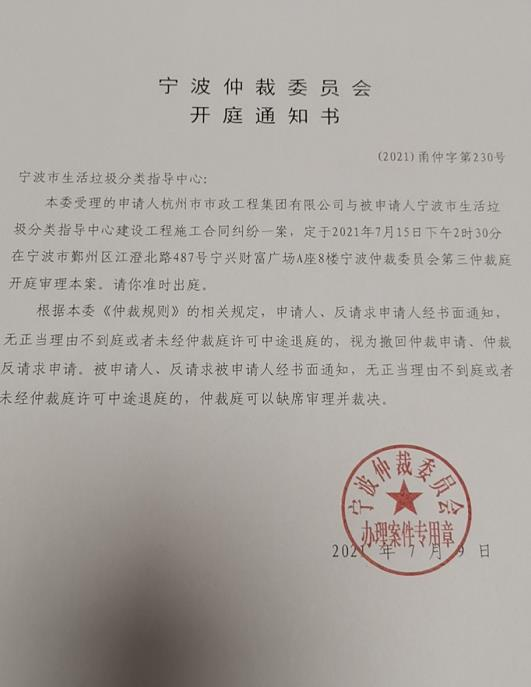 宁波仲裁委员会
开庭通知书
(2021)甬仲字第230号
宁波市生活垃圾分类指导中心:
本委受理的申请人杭州市市政工程集团有限公司与被申请人宁波市生活垃
圾分类指导中心建设工程施工合同纠纷一案，定于2021年7月15日下午2时30分
在宁波市鄞州区江澄北路487号宁兴财富广场A座8楼宁波仲裁委员会第三仲裁庭
开庭审理本案。请你准时出庭。
根据本委《仲裁规则》的相关规定，申请人、反请求申请人经书面通知，
无正当理由不到庭或者未经仲裁庭许可中途退庭的，视为撤回仲裁申请、仲裁
反请求申请。被申请人、反请求被申请人经书面通知，无正当理由不到庭或者
未经仲裁庭许可中途退庭的，仲裁庭可以缺席审理并裁决。
宁波仲裁委员会
办理案件专用章
2021年7月9日